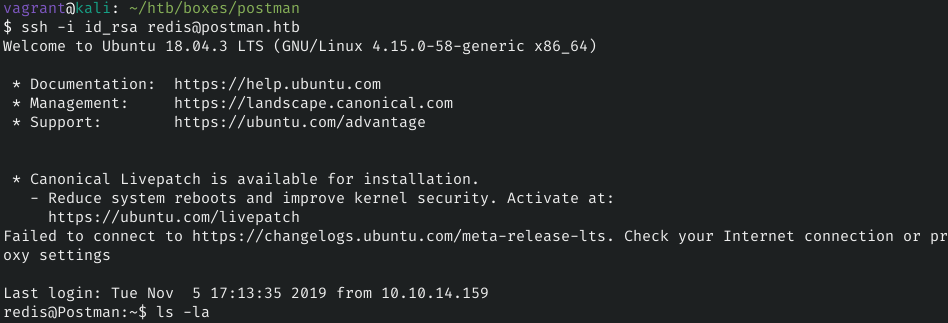 vagrant@kali: ~/htb/boxes/postman
$ ssh -i id_rsa redis@postman.htb
Welcome to Ubuntu 18.04.3 LTS (GNU/Linux 4.15.0-58-generic x86_64)
* Documentation:  https://help.ubuntu.com
* Management:     https://landscape.canonical.com
* Support:        https://ubuntu.com/advantage
* Canonical Livepatch is available for installation.
- Reduce system reboots and improve kernel security. Activate at:
https://ubuntu.com/livepatch
Failed to connect to https://changelogs.ubuntu.com/meta-release-lts. Check your Internet connection or pr
oxy settings
Last login: Tue Nov  5 17:13:35 2019 from 10.10.14.159
redis@Postman:~$ ls -la